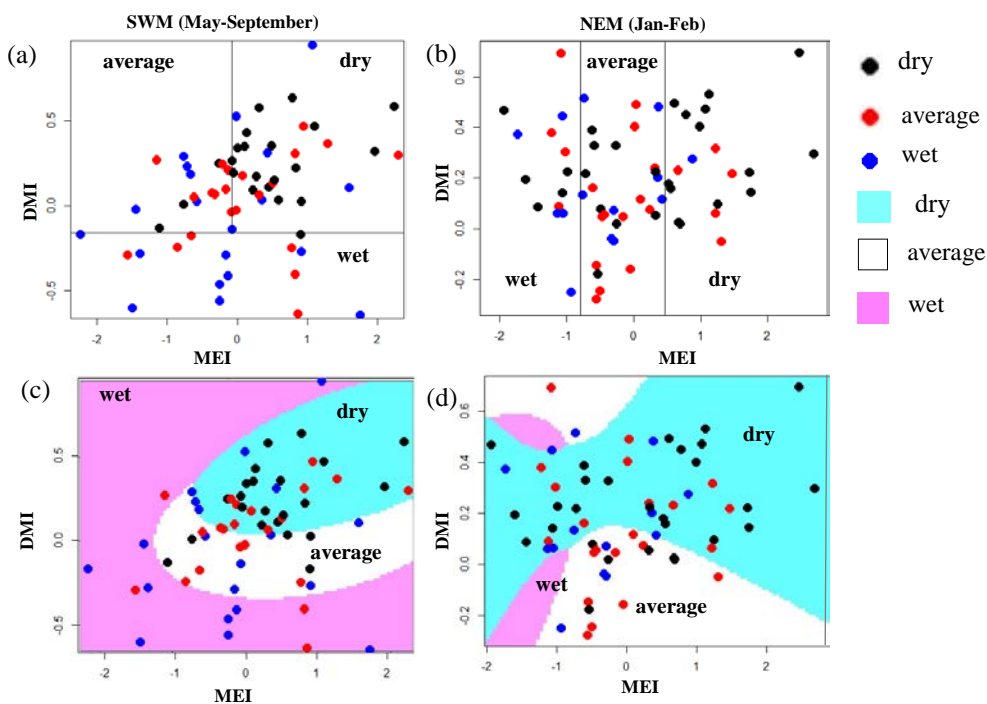 SWM (May-September)
NEM (Jan-Feb)
(a)
average
dry
wet
DMI
0.5
0.0
-0.5
-2
-1
0
1
2
MEI
(b)
average
wet
dry
DMI
0.6
0.4
0.2
0.0
-0.2
-2
-1
0
1
2
MEI
dry
average
wet
dry
average
wet
(c)
wet
dry
average
DMI
0.5
0.0
-0.5
-2
-1
0
1
2
MEI
(d)
dry
wet
average
DMI
0.6
0.4
0.2
0.0
-0.2
-2
-1
0
1
2
MEI